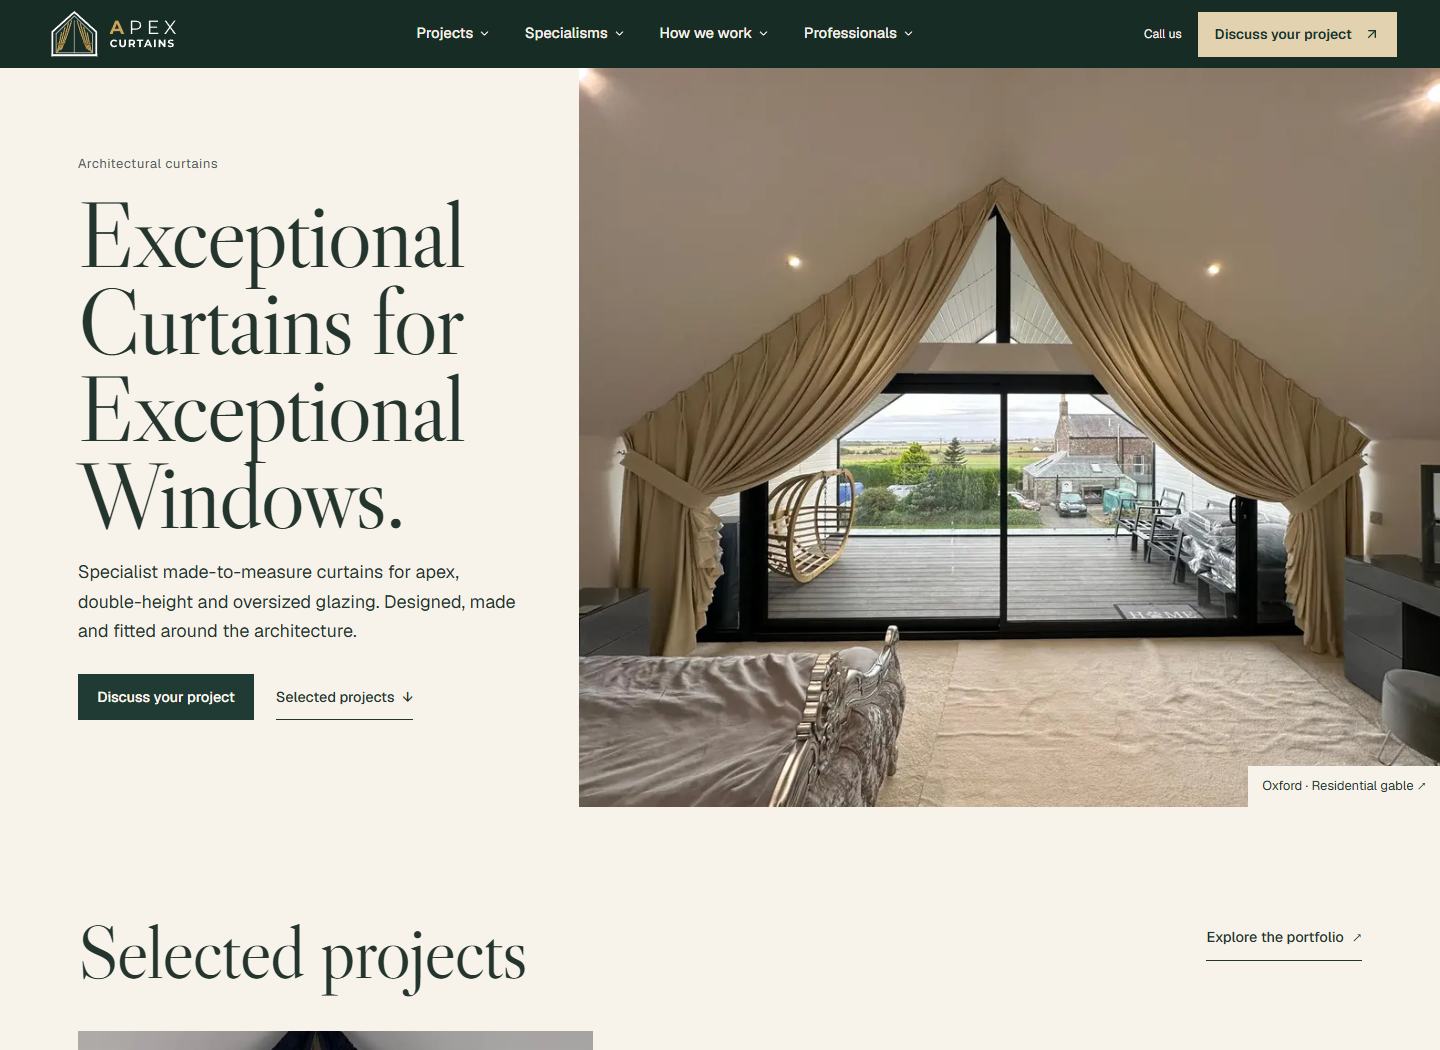 APEX
CURTAINS
Projects
Specialisms
How we work
Professionals
Call us
Discuss your project
Architectural curtains
Exceptional
Curtains for
Exceptional
Windows.
Specialist made-to-measure curtains for apex,
double-height and oversized glazing. Designed, made
and fitted around the architecture.
Discuss your project
Selected projects
HOME
Oxford · Residential gable
Selected projects
Explore the portfolio